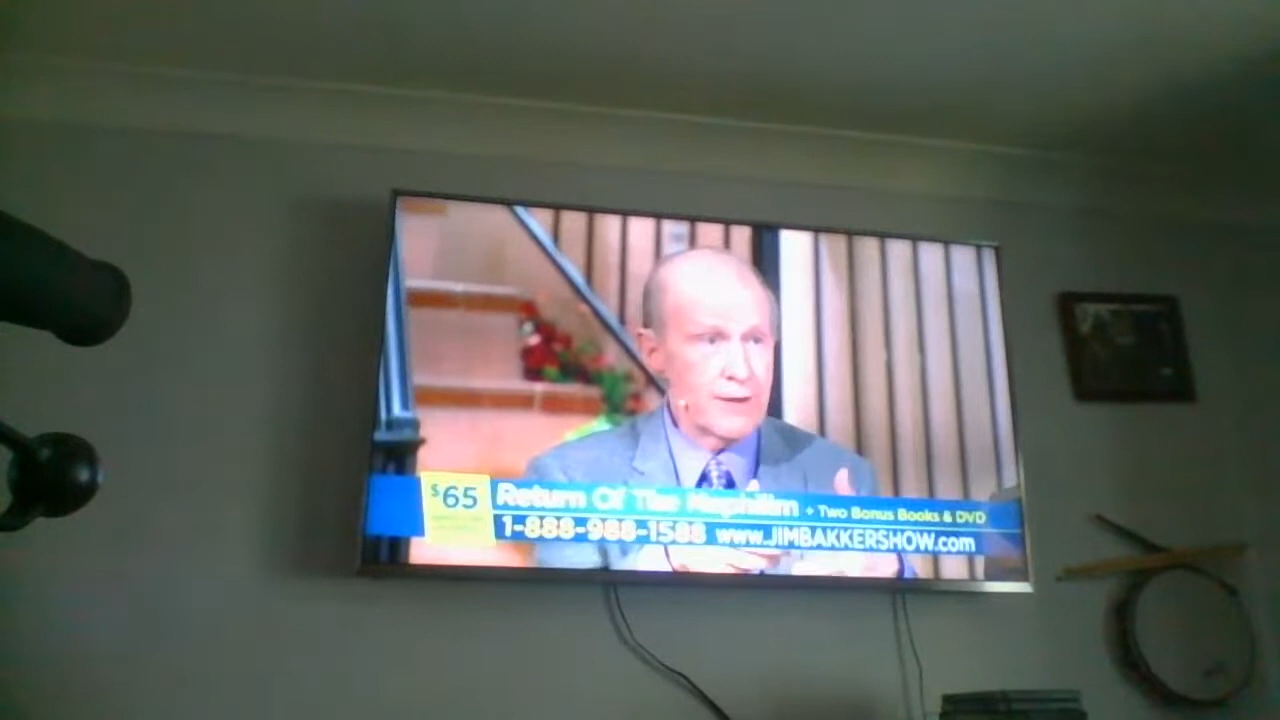 $65
Return Of The Nephilim + Two Bonus Books & DVD
1-888-988-1588 www.JIMBAKKERSHOW.com